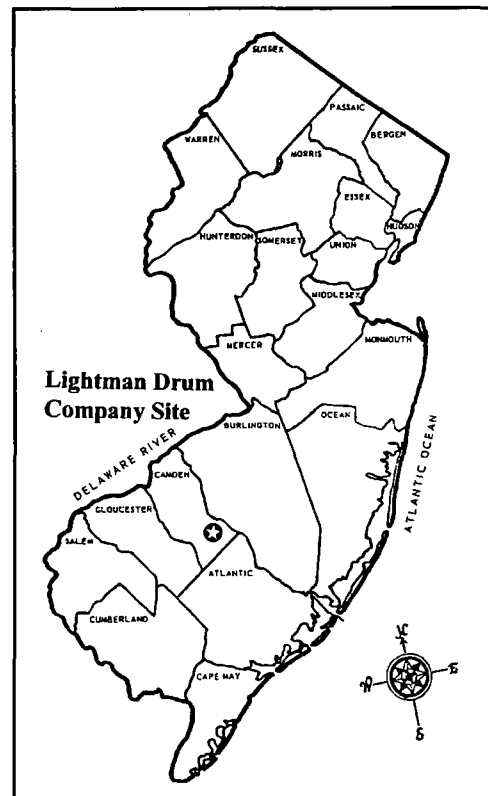 SUSSEX
PASSAIC
BERGEN
WARREN
MORRIS
ESSEX
HUDSON
HUNTERDON
SOMERSET
UNION
MIDDLESEX
MERCER
MONMOUTH
Lightman Drum
Company Site
BURLINGTON
OCEAN
DELAWARE RIVER
CAMDEN
ATLANTIC OCEAN
GLOUCESTER
SALEM
ATLANTIC
CUMBERLAND
CAPE MAY